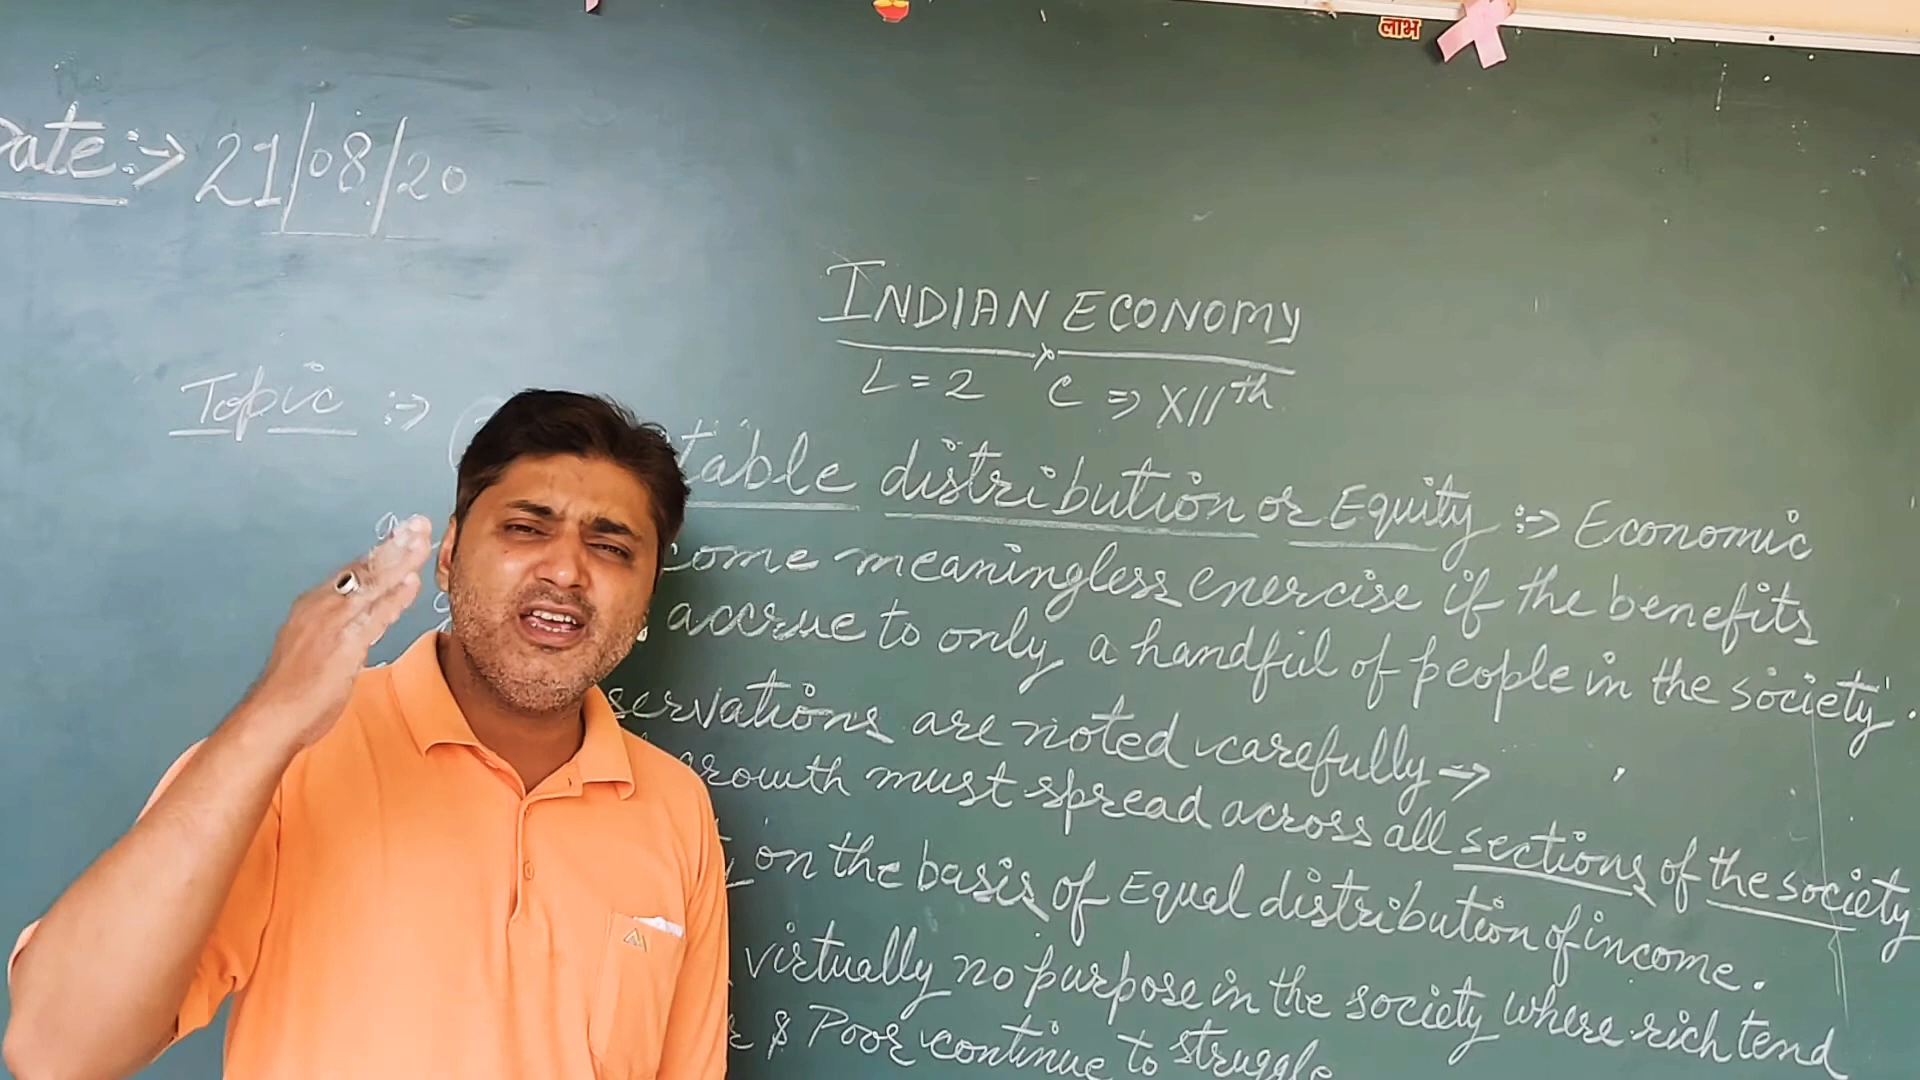 लाभ
Date :-> 21/08/20
INDIAN ECONOMY
L = 2 C => XIIth
Topic :-> table distribution or Equity :-> Economic
come meaningless enercise if the benefits
accrue to only a handful of people in the society.
servations are noted carefully ->
growth must spread across all sections of the society
on the basis of Equal distribution of income.
virtually no purpose in the society where rich tend
& Poor continue to struggle